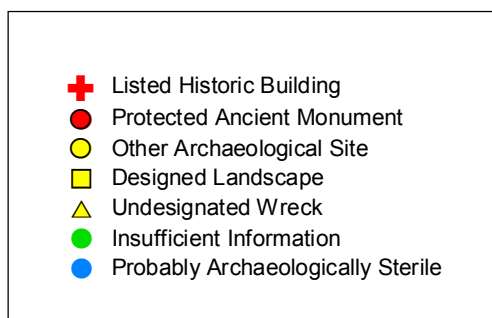 Listed Historic Building
Protected Ancient Monument
Other Archaeological Site
Designed Landscape
Undesignated Wreck
Insufficient Information
Probably Archaeologically Sterile